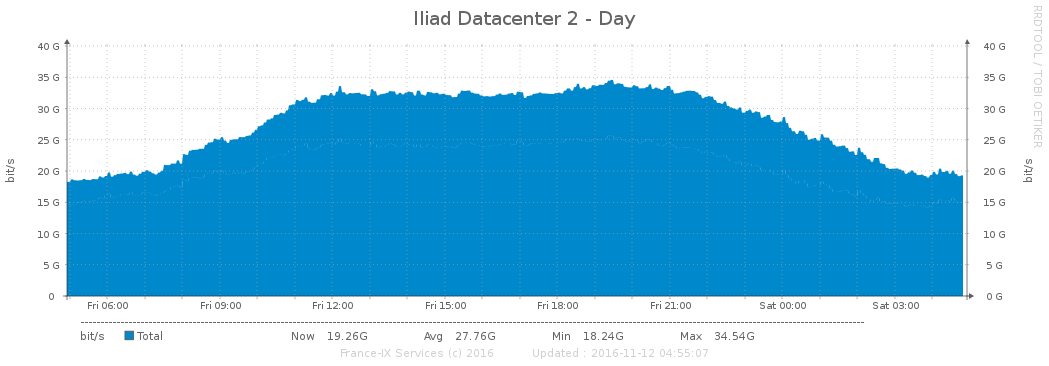 Iliad Datacenter 2 - Day
RRDTOOL / TOBI OETIKER
40 G 40 G
35 G 35 G
30 G 30 G
25 G 25 G
20 G 20 G
15 G 15 G
10 G 10 G
5 G 5 G
0 0 G
bit/s
bit/s
Fri 06:00 Fri 09:00 Fri 12:00 Fri 15:00 Fri 18:00 Fri 21:00 Sat 00:00 Sat 03:00
bit/s Total Now 19.26G Avg 27.76G Min 18.24G Max 34.54G
France-IX Services (c) 2016 Updated : 2016-11-12 04:55:07